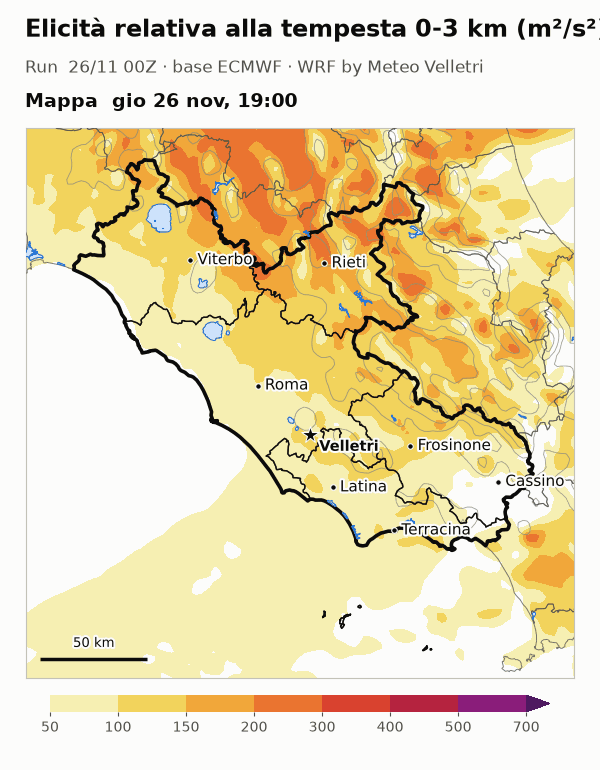 Elicità relativa alla tempesta 0-3 km (m²/s²)
Run  26/11 00Z · base ECMWF · WRF by Meteo Velletri
Mappa  gio 26 nov, 19:00
Viterbo
Rieti
Roma
Velletri
Frosinone
Cassino
Latina
Terracina
50 km
50 100 150 200 300 400 500 700